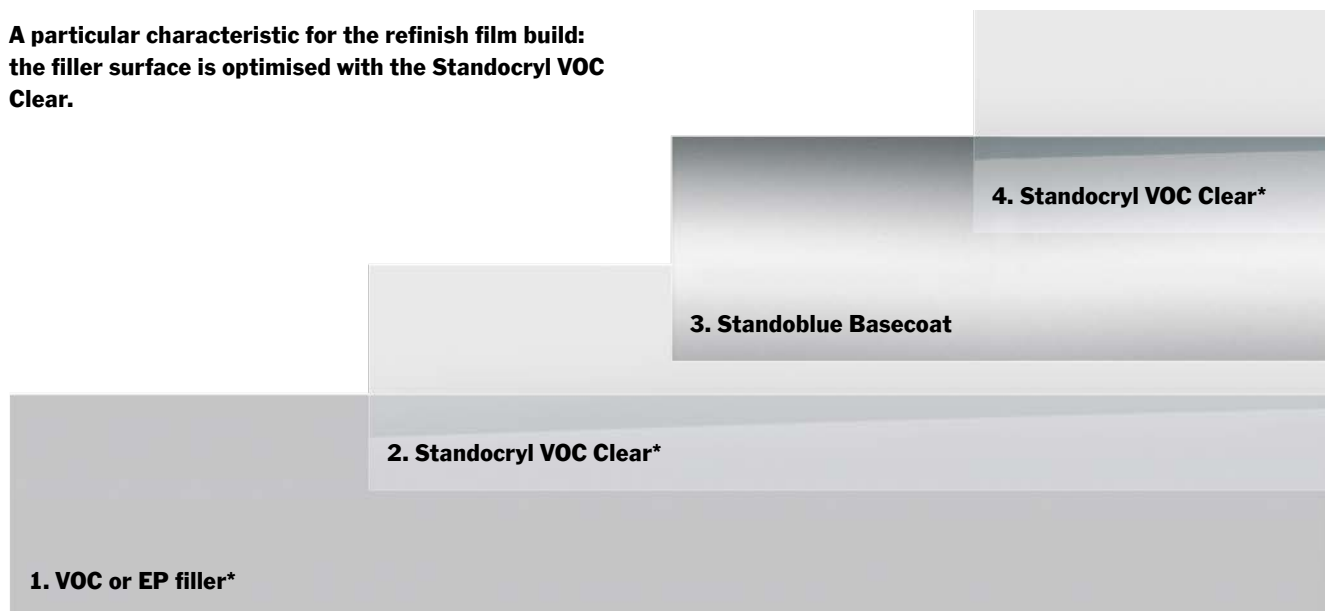 A particular characteristic for the refinish film build:
the filler surface is optimised with the Standocryl VOC
Clear.
4. Standocryl VOC Clear*
3. Standoblue Basecoat
2. Standocryl VOC Clear*
1. VOC or EP filler*